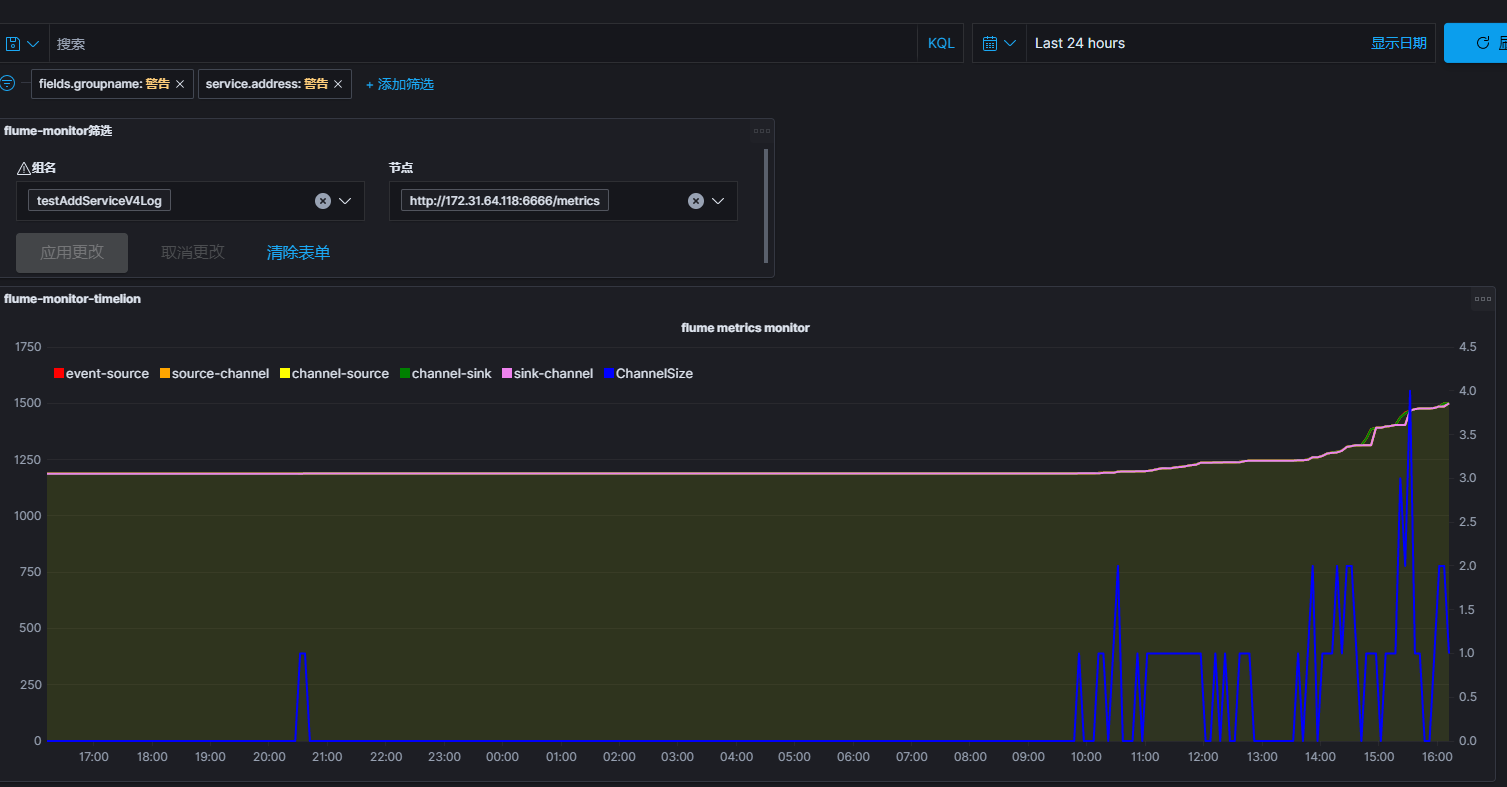 搜索 KQL Last 24 hours 显示日期
fields.groupname: 警告 × service.address: 警告 × + 添加筛选
flume-monitor筛选
组名 节点
testAddServiceV4Log http://172.31.64.118:6666/metrics
应用更改 取消更改 清除表单
flume-monitor-timelion
flume metrics monitor
1750 4.5
event-source source-channel channel-source channel-sink sink-channel ChannelSize
4.0
1500
3.5
1250
3.0
1000 2.5
750 2.0
500 1.5
1.0
250
0.5
0 0.0
17:00 18:00 19:00 20:00 21:00 22:00 23:00 00:00 01:00 02:00 03:00 04:00 05:00 06:00 07:00 08:00 09:00 10:00 11:00 12:00 13:00 14:00 15:00 16:00